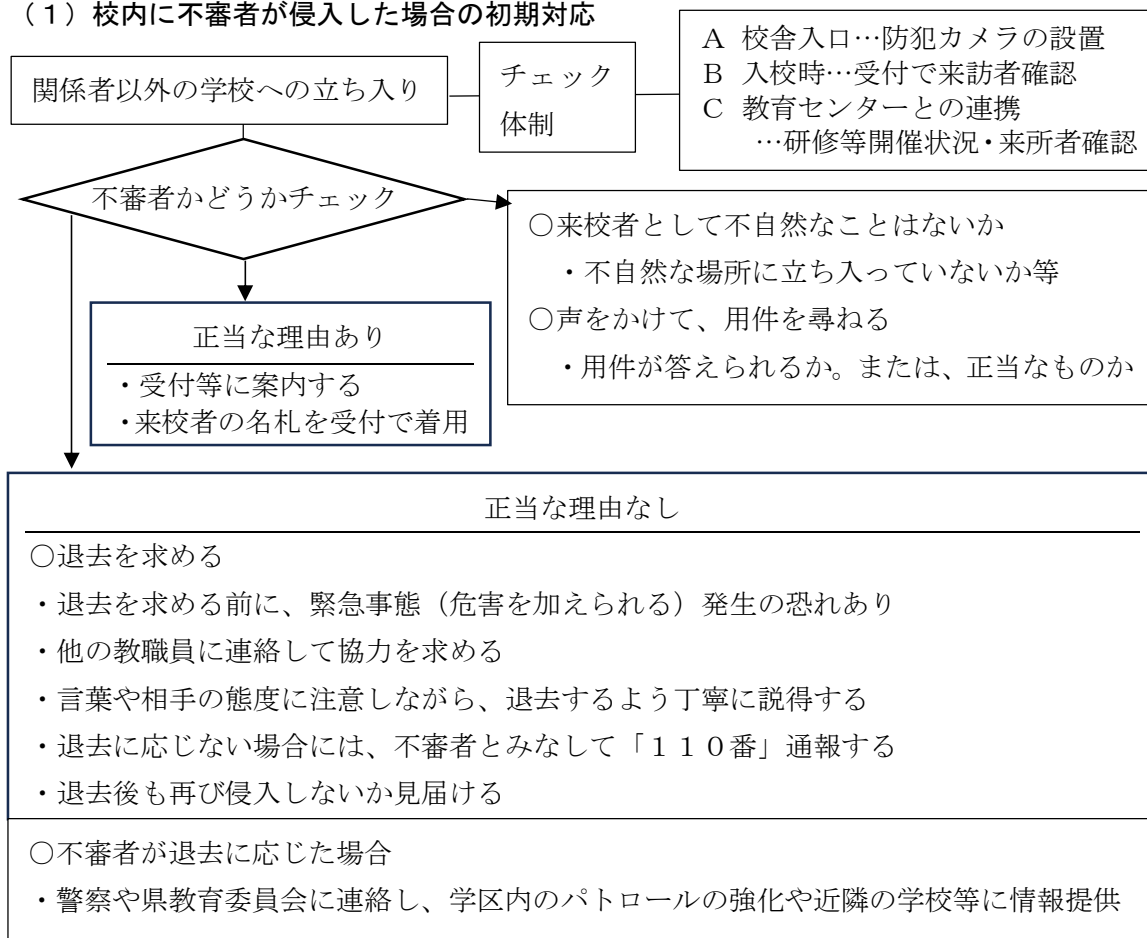 （１）校内に不審者が侵入した場合の初期対応
関係者以外の学校への立ち入り
チェック
体制
Ａ 校舎入口…防犯カメラの設置
Ｂ 入校時…受付で来訪者確認
Ｃ 教育センターとの連携
…研修等開催状況・来所者確認
不審者かどうかチェック
○来校者として不自然なことはないか
・不自然な場所に立ち入っていないか等
○声をかけて、用件を尋ねる
・用件が答えられるか。または、正当なものか
正当な理由あり
・受付等に案内する
・来校者の名札を受付で着用
正当な理由なし
○退去を求める
・退去を求める前に、緊急事態（危害を加えられる）発生の恐れあり
・他の教職員に連絡して協力を求める
・言葉や相手の態度に注意しながら、退去するよう丁寧に説得する
・退去に応じない場合には、不審者とみなして「１１０番」通報する
・退去後も再び侵入しないか見届ける
○不審者が退去に応じた場合
・警察や県教育委員会に連絡し、学区内のパトロールの強化や近隣の学校等に情報提供